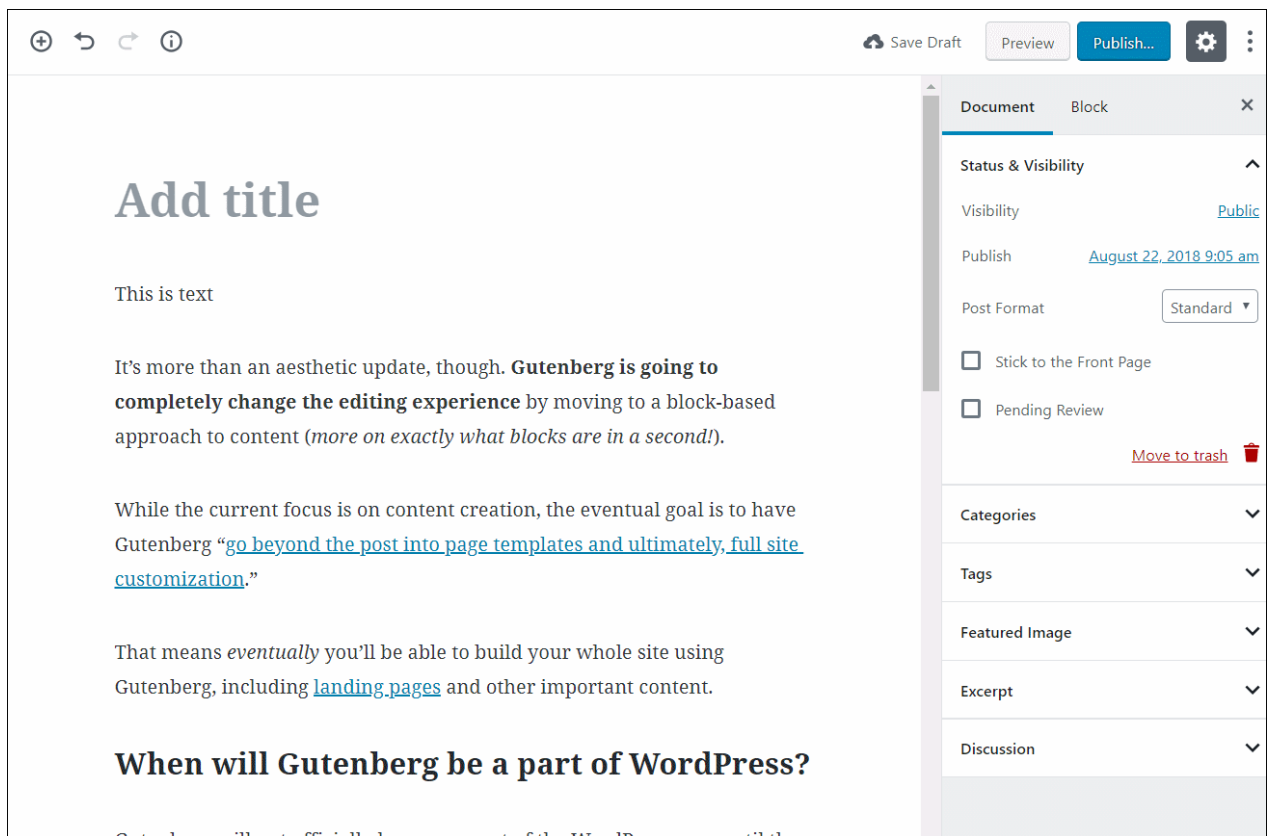 Save Draft Preview Publish...
Document Block
Add title
This is text
It’s more than an aesthetic update, though. Gutenberg is going to
completely change the editing experience by moving to a block-based
approach to content (more on exactly what blocks are in a second!).
While the current focus is on content creation, the eventual goal is to have
Gutenberg “go beyond the post into page templates and ultimately, full site
customization.”
That means eventually you’ll be able to build your whole site using
Gutenberg, including landing pages and other important content.
When will Gutenberg be a part of WordPress?
Status & Visibility
Visibility Public
Publish August 22, 2018 9:05 am
Post Format Standard
Stick to the Front Page
Pending Review
Move to trash
Categories
Tags
Featured Image
Excerpt
Discussion